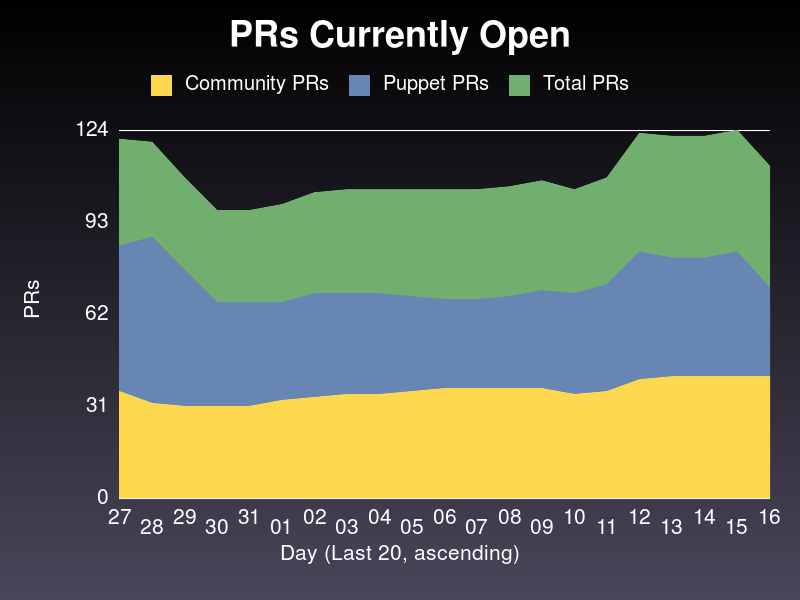 PRs Currently Open
Community PRs Puppet PRs Total PRs
124
93
62
31
0
PRs
27 28 29 30 31 01 02 03 04 05 06 07 08 09 10 11 12 13 14 15 16
Day (Last 20, ascending)